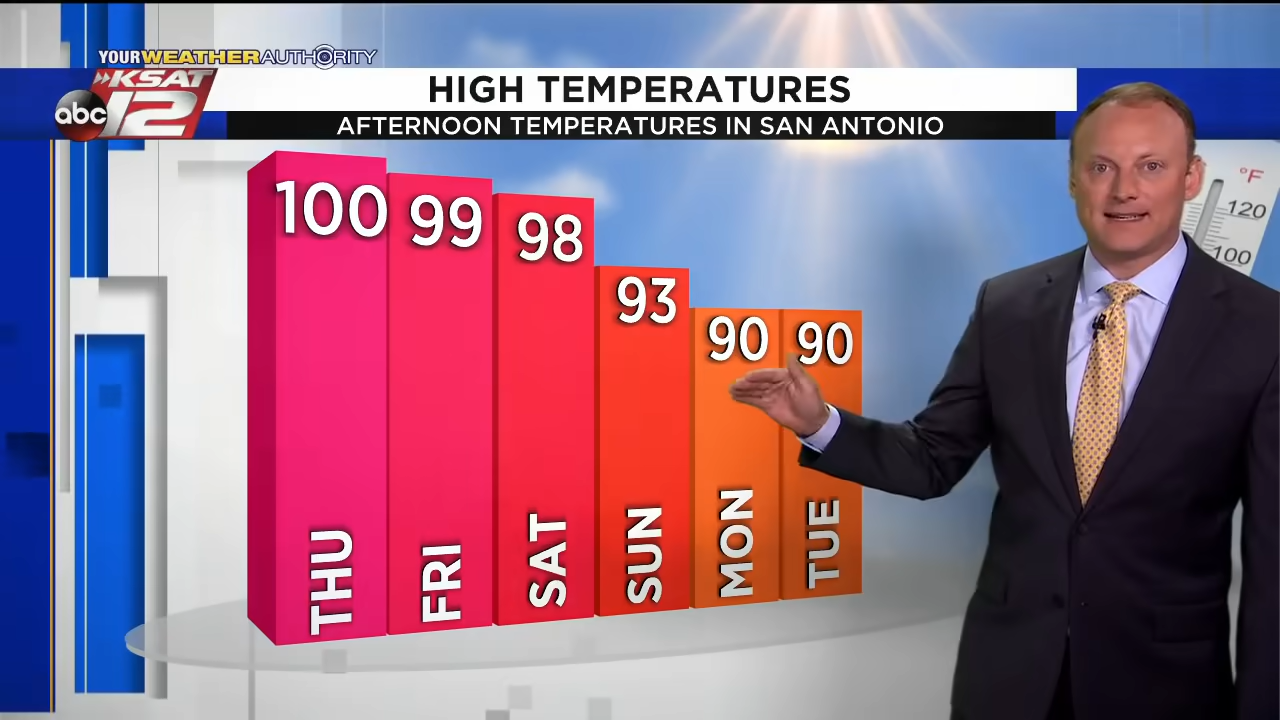 YOUR WEATHER AUTHORITY
KSAT
abc 12
HIGH TEMPERATURES
AFTERNOON TEMPERATURES IN SAN ANTONIO
°F
120
100
100 99 98 93 90 90
THU FRI SAT SUN MON TUE